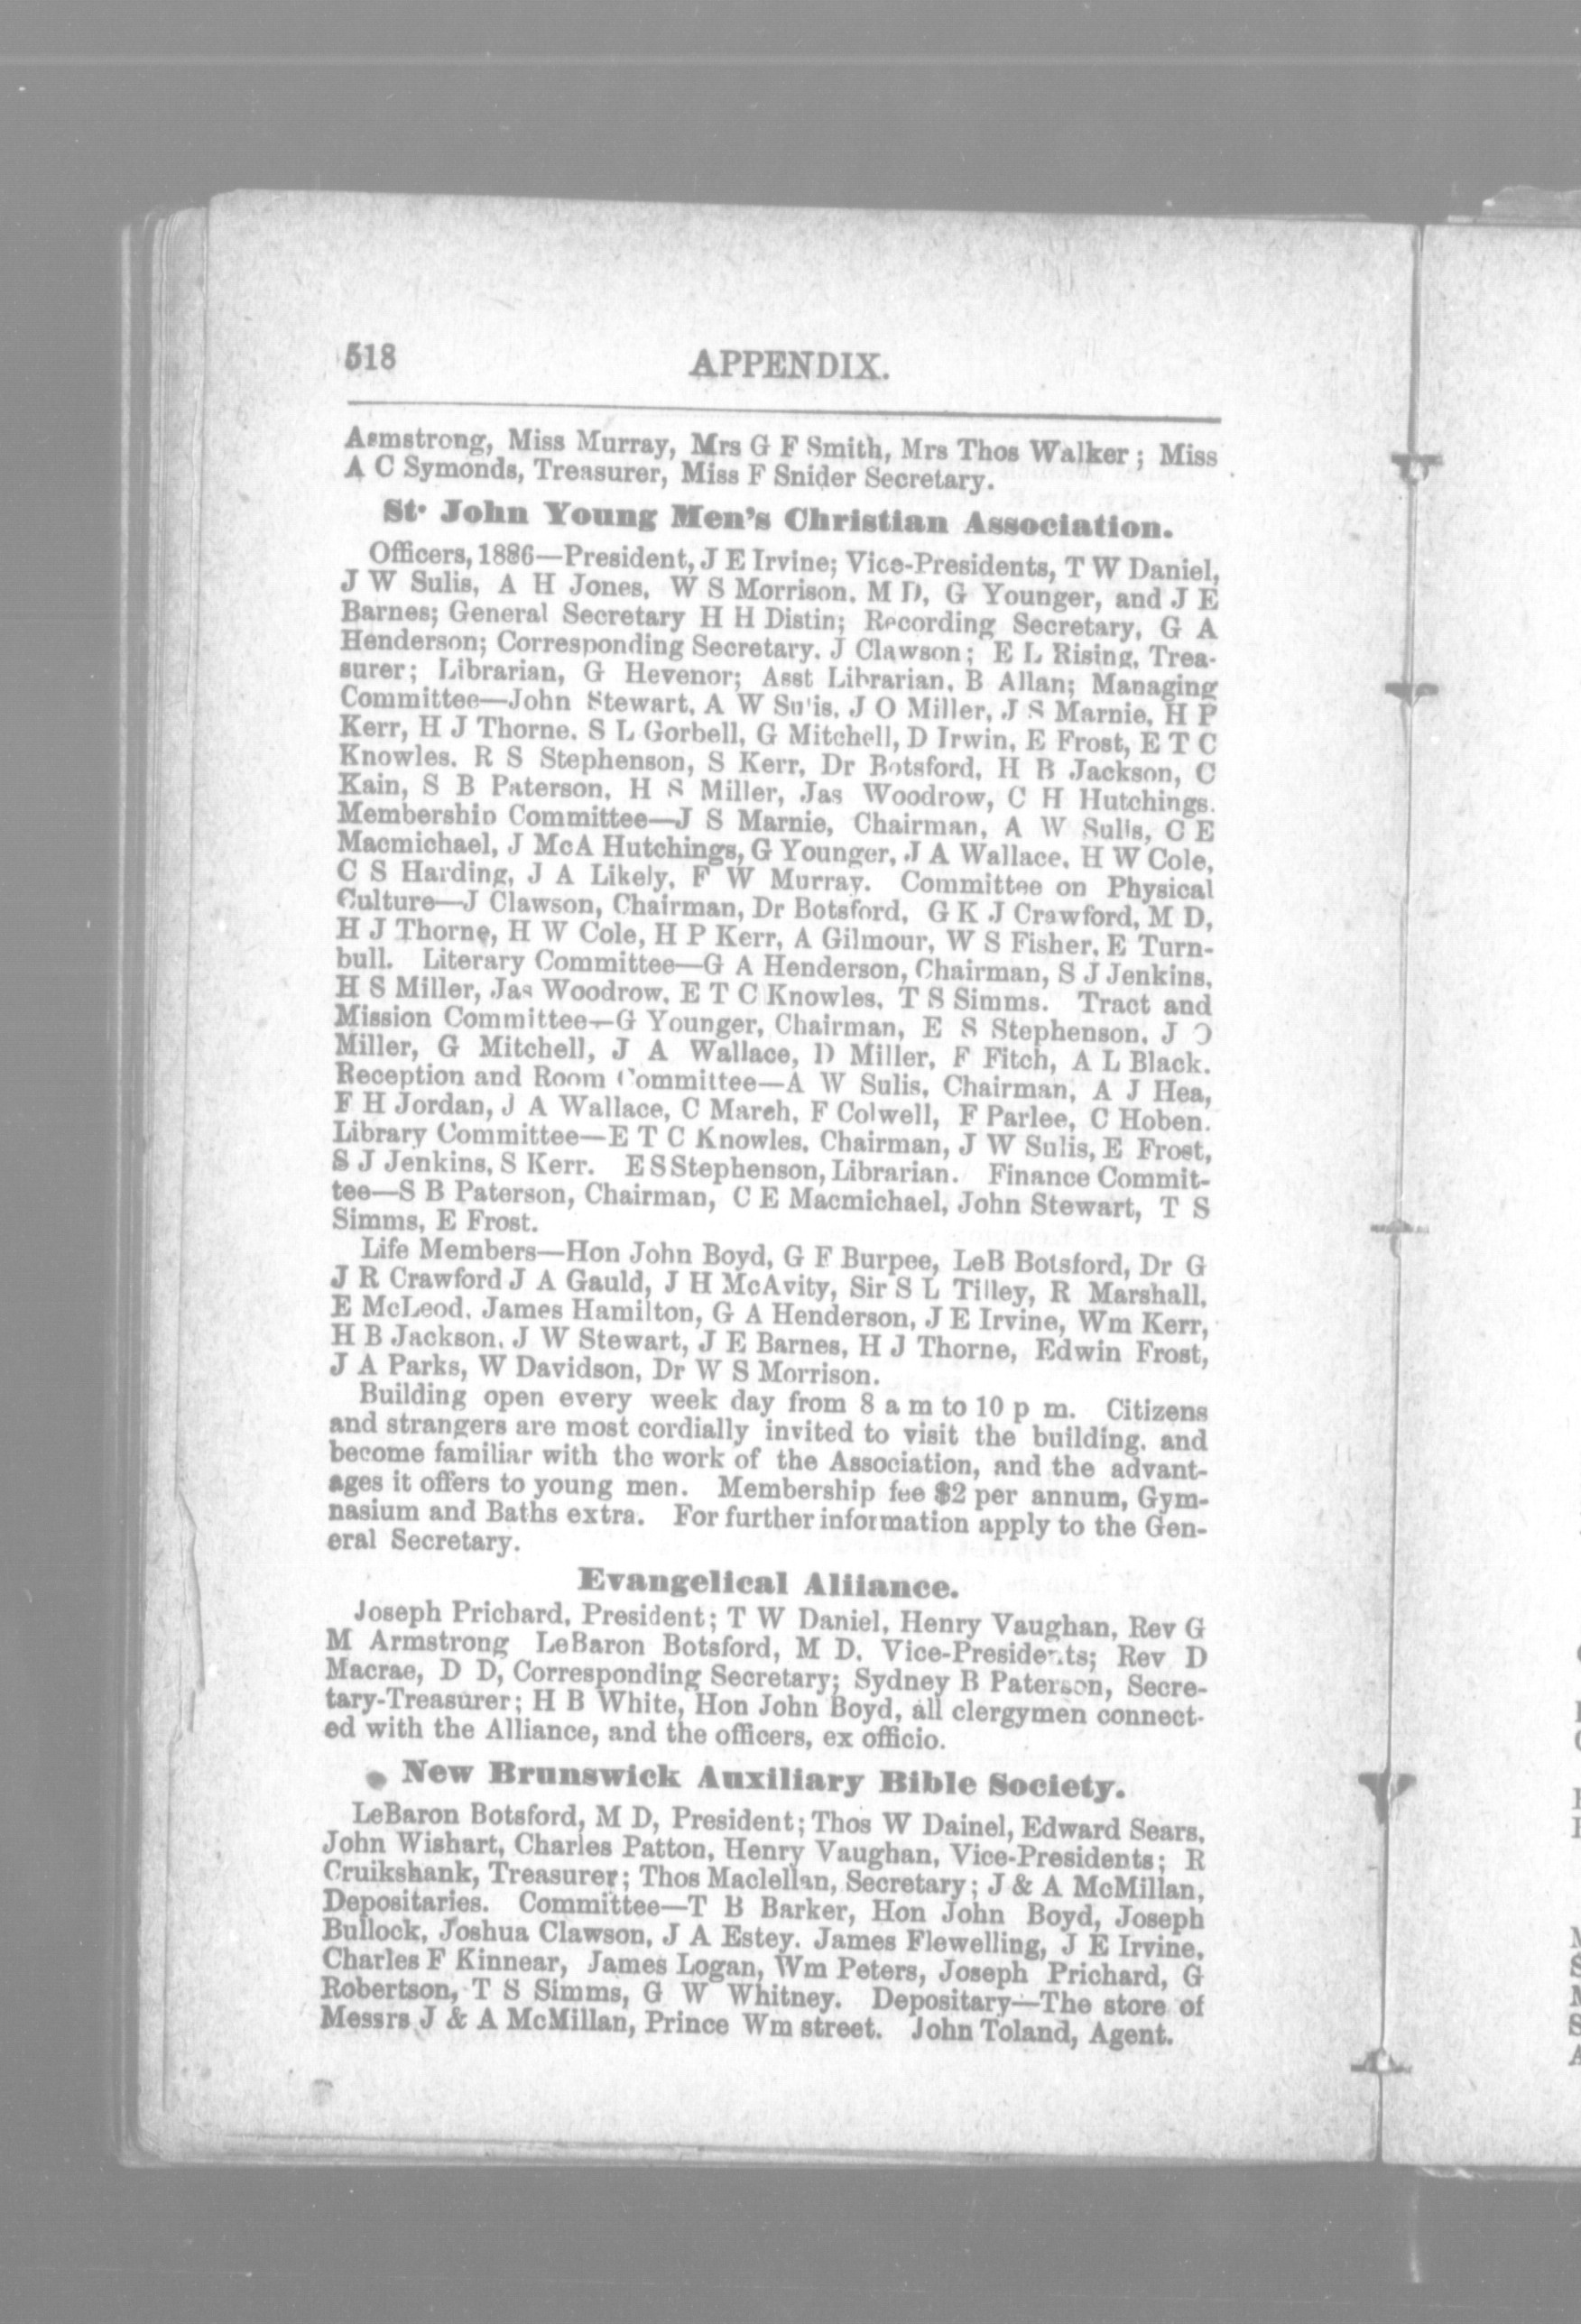 518
APPENDIX.
Armstrong, Miss Murray, Mrs G F Smith, Mrs Thos Walker; Miss
A C Symonds, Treasurer, Miss F Snider Secretary.
St. John Young Men's Christian Association.
Officers, 1886—President, J E Irvine; Vice-Presidents, T W Daniel,
J W Sulis, A H Jones, W S Morrison, M D, G Younger, and J E
Barnes; General Secretary H H Distin; Recording Secretary, G A
Henderson; Corresponding Secretary, J Clawson; E L Rising, Trea-
surer; Librarian, G Hevenor; Asst Librarian, B Allan; Managing
Committee—John Stewart, A W Sulis, J O Miller, J S Marnie, H P
Kerr, H J Thorne, S L Gorbell, G Mitchell, D Irwin, E Frost, E T C
Knowles, R S Stephenson, S Kerr, Dr Botsford, H B Jackson, C
Kain, S B Paterson, H S Miller, Jas Woodrow, C H Hutchings.
Membership Committee—J S Marnie, Chairman, A W Sulis, C E
Macmichael, J McA Hutchings, G Younger, J A Wallace, H W Cole,
C S Harding, J A Likely, F W Murray. Committee on Physical
Culture—J Clawson, Chairman, Dr Botsford, G K J Crawford, M D,
H J Thorne, H W Cole, H P Kerr, A Gilmour, W S Fisher, E Turn-
bull. Literary Committee—G A Henderson, Chairman, S J Jenkins,
H S Miller, Jas Woodrow, E T C Knowles, T S Simms. Tract and
Mission Committee—G Younger, Chairman, E S Stephenson, J O
Miller, G Mitchell, J A Wallace, D Miller, F Fitch, A L Black.
Reception and Room Committee—A W Sulis, Chairman, A J Hea,
F H Jordan, J A Wallace, C March, F Colwell, F Parlee, C Hoben.
Library Committee—E T C Knowles, Chairman, J W Sulis, E Frost,
S J Jenkins, S Kerr. E S Stephenson, Librarian. Finance Commit-
tee—S B Paterson, Chairman, C E Macmichael, John Stewart, T S
Simms, E Frost.
Life Members—Hon John Boyd, G F Burpee, LeB Botsford, Dr G
J R Crawford J A Gauld, J H McAvity, Sir S L Tilley, R Marshall,
E McLeod, James Hamilton, G A Henderson, J E Irvine, Wm Kerr,
H B Jackson, J W Stewart, J E Barnes, H J Thorne, Edwin Frost,
J A Parks, W Davidson, Dr W S Morrison.
Building open every week day from 8 a m to 10 p m. Citizens
and strangers are most cordially invited to visit the building, and
become familiar with the work of the Association, and the advant-
ages it offers to young men. Membership fee $2 per annum, Gym-
nasium and Baths extra. For further information apply to the Gen-
eral Secretary.
Evangelical Aliiance.
Joseph Prichard, President; T W Daniel, Henry Vaughan, Rev G
M Armstrong LeBaron Botsford, M D. Vice-Presidents; Rev D
Macrae, D D, Corresponding Secretary; Sydney B Paterson, Secre-
tary-Treasurer; H B White, Hon John Boyd, all clergymen connect-
ed with the Alliance, and the officers, ex officio.
New Brunswick Auxiliary Bible Society.
LeBaron Botsford, M D, President; Thos W Dainel, Edward Sears,
John Wishart, Charles Patton, Henry Vaughan, Vice-Presidents; R
Cruikshank, Treasurer; Thos Maclellan, Secretary; J & A McMillan,
Depositaries. Committee—T B Barker, Hon John Boyd, Joseph
Bullock, Joshua Clawson, J A Estey. James Flewelling, J E Irvine,
Charles F Kinnear, James Logan, Wm Peters, Joseph Prichard, G
Robertson, T S Simms, G W Whitney. Depositary—The store of
Messrs J & A McMillan, Prince Wm street. John Toland, Agent.